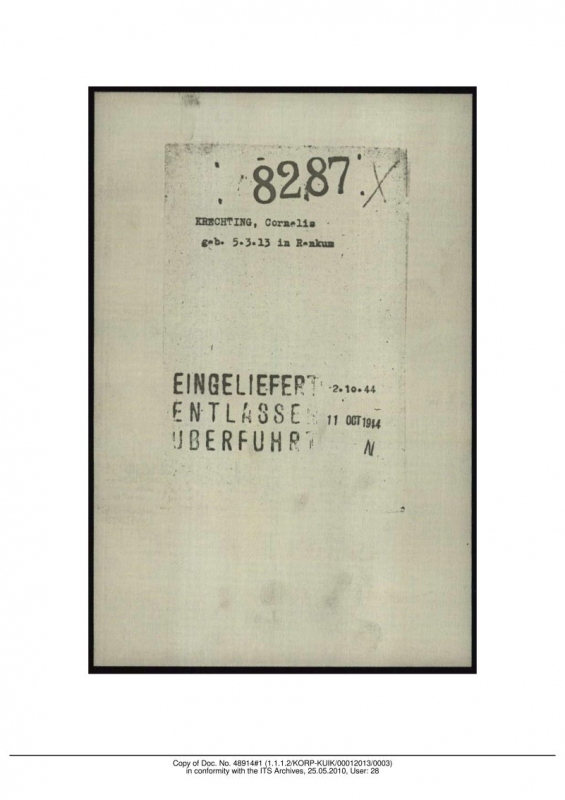 8287 X
KRECHTING, Cornelis
geb. 5.3.13 in Renkum
EINGELIEFERT 2.10.44
ENTLASSEN 11 OCT 1944
UBERFUHRT N
Copy of Doc. No. 48914#1 (1.1.1.2/KORP-KUIK/00012013/0003)
in conformity with the ITS Archives, 25.05.2010, User: 28